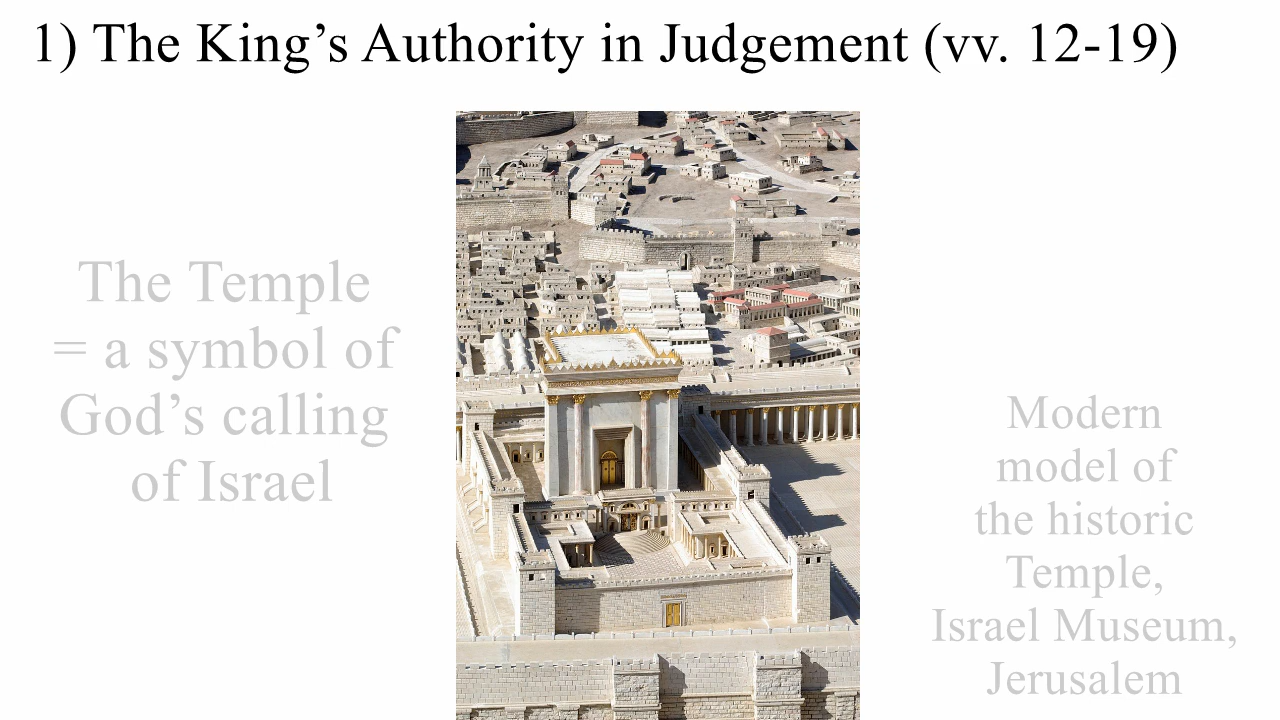 1) The King’s Authority in Judgement (vv. 12-19)
The Temple
= a symbol of
God’s calling
of Israel
Modern
model of
the historic
Temple,
Israel Museum,
Jerusalem